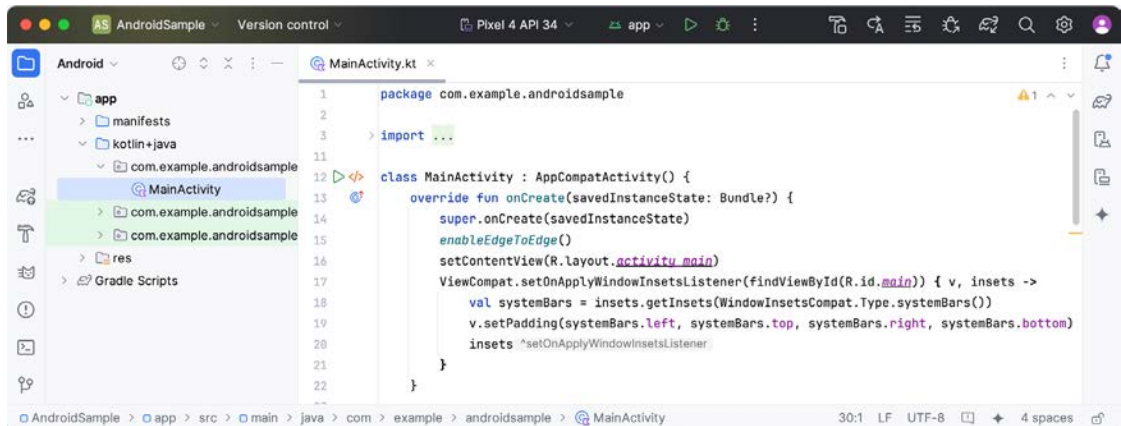 AS AndroidSample Version control Pixel 4 API 34 app
Android
MainActivity.kt
app
manifests
kotlin+java
com.example.androidsample
MainActivity
com.example.androidsample
com.example.androidsample
res
Gradle Scripts
1 package com.example.androidsample
2
3 import ...
11
12 class MainActivity : AppCompatActivity() {
13 override fun onCreate(savedInstanceState: Bundle?) {
14 super.onCreate(savedInstanceState)
15 enableEdgeToEdge()
16 setContentView(R.layout.activity_main)
17 ViewCompat.setOnApplyWindowInsetsListener(findViewById(R.id.main)) { v, insets ->
18 val systemBars = insets.getInsets(WindowInsetsCompat.Type.systemBars())
19 v.setPadding(systemBars.left, systemBars.top, systemBars.right, systemBars.bottom)
20 insets ^setOnApplyWindowInsetsListener
21 }
22 }
1
AndroidSample > app > src > main > java > com > example > androidsample > MainActivity 30:1 LF UTF-8 4 spaces